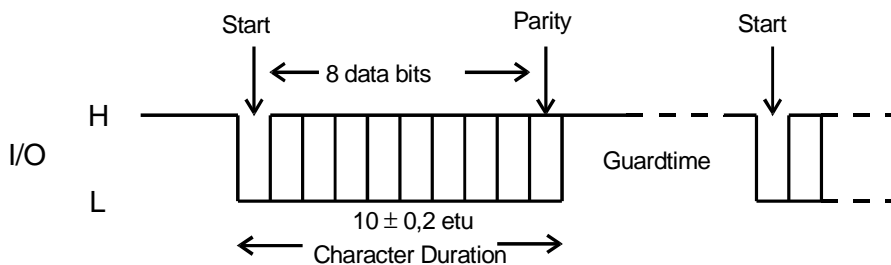 Start
Parity
Start
8 data bits
H
I/O
Guardtime
L
10 ± 0,2 etu
Character Duration